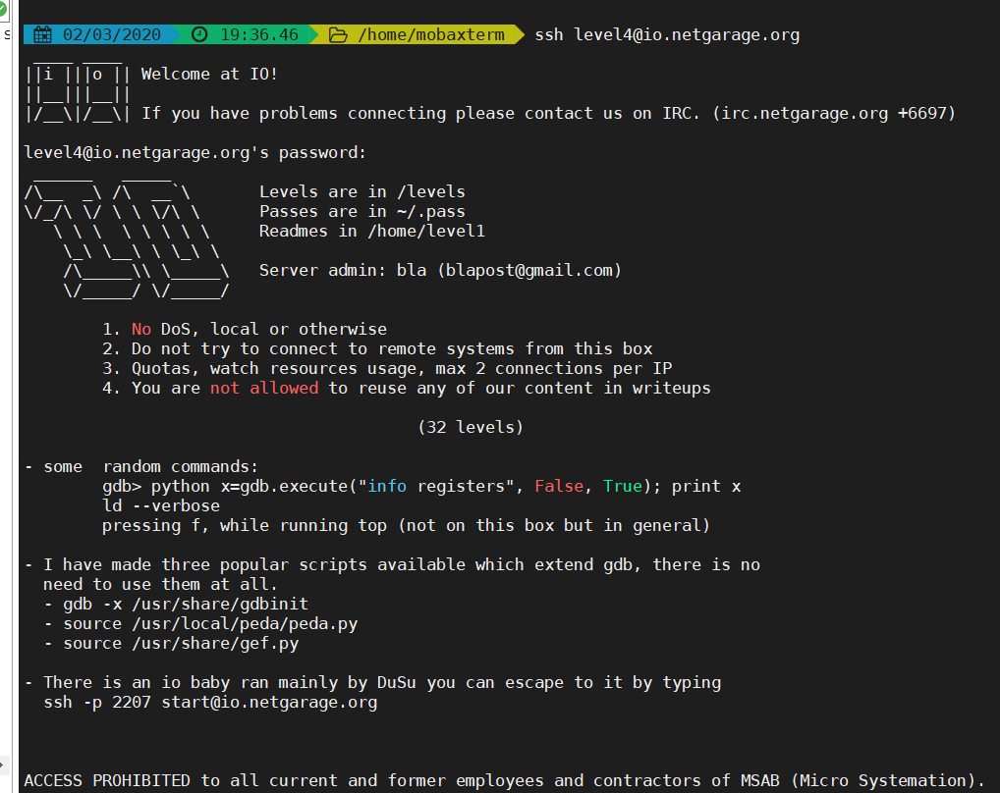 s
02/03/2020 19:36.46 /home/mobaxterm ssh level4@io.netgarage.org
 ____ ____
||i |||o || Welcome at IO!
||__|||__||
|/__\|/__\| If you have problems connecting please contact us on IRC. (irc.netgarage.org +6697)
level4@io.netgarage.org's password:
 ______   _____
/\__  _\ /\  __`\       Levels are in /levels
\/_/\ \/ \ \ \/\ \      Passes are in ~/.pass
   \ \ \  \ \ \ \ \     Readmes in /home/level1
    \_\ \__\ \ \_\ \
    /\_____\\ \_____\   Server admin: bla (blapost@gmail.com)
    \/_____/ \/_____/
        1. No DoS, local or otherwise
        2. Do not try to connect to remote systems from this box
        3. Quotas, watch resources usage, max 2 connections per IP
        4. You are not allowed to reuse any of our content in writeups
                                        (32 levels)
- some  random commands:
        gdb> python x=gdb.execute("info registers", False, True); print x
        ld --verbose
        pressing f, while running top (not on this box but in general)
- I have made three popular scripts available which extend gdb, there is no
  need to use them at all.
  - gdb -x /usr/share/gdbinit
  - source /usr/local/peda/peda.py
  - source /usr/share/gef.py
- There is an io baby ran mainly by DuSu you can escape to it by typing
  ssh -p 2207 start@io.netgarage.org
ACCESS PROHIBITED to all current and former employees and contractors of MSAB (Micro Systemation).